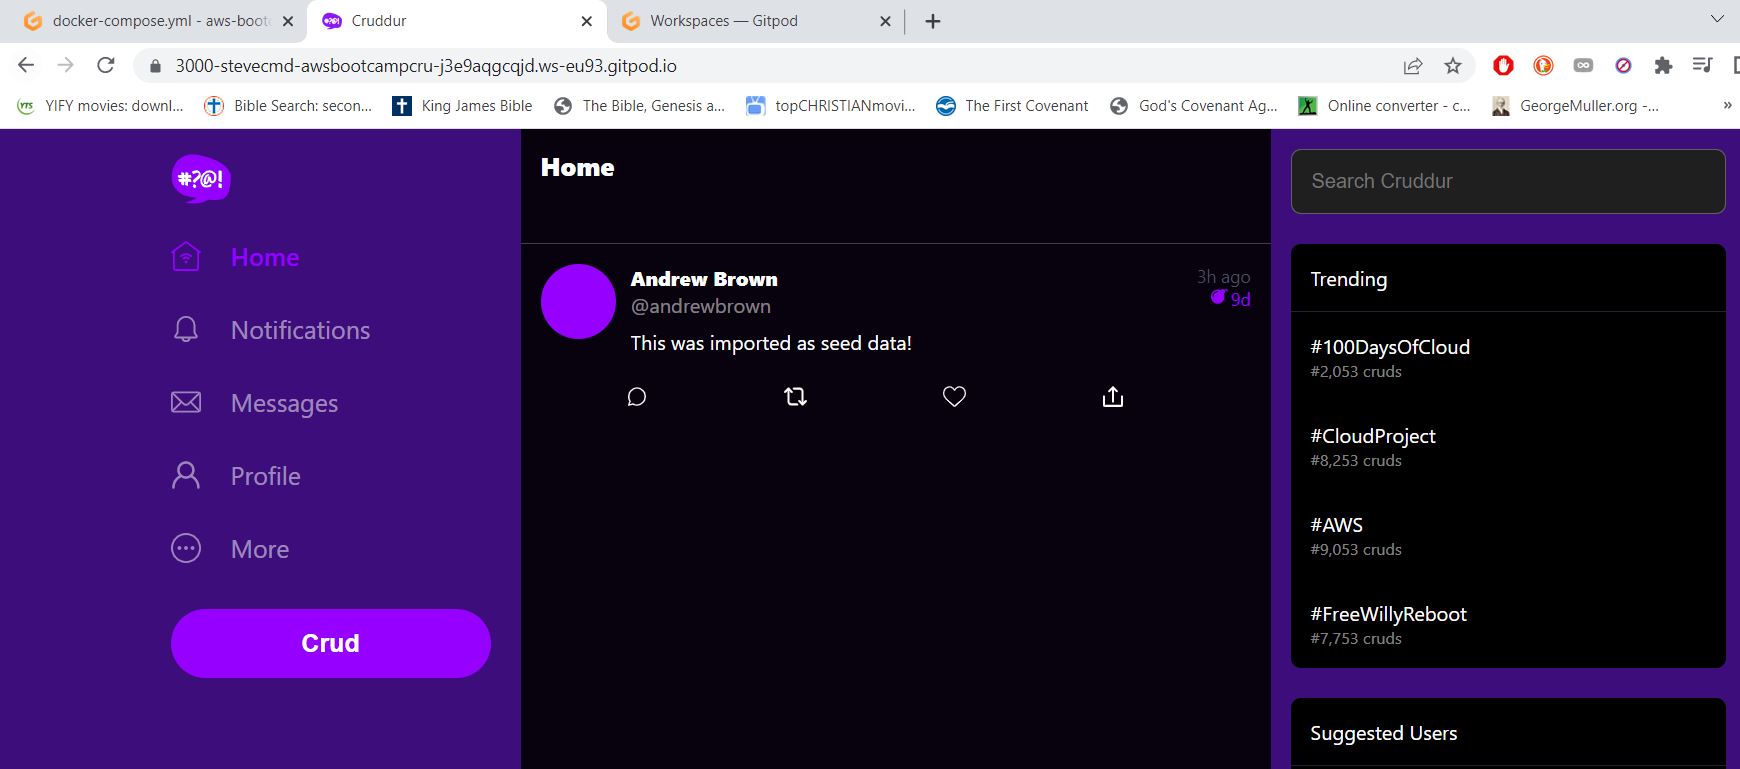 docker-compose.yml - aws-boot
Cruddur
Workspaces — Gitpod
3000-stevecmd-awsbootcampcru-j3e9aqgcqjd.ws-eu93.gitpod.io
YTS
YIFY movies: downl...
Bible Search: secon...
King James Bible
The Bible, Genesis a...
topCHRISTIANmovi...
The First Covenant
God's Covenant Ag...
Online converter - c...
GeorgeMuller.org -...
»
#?@!
Home
Notifications
Messages
Profile
More
Crud
Home
Andrew Brown
3h ago
@andrewbrown
9d
This was imported as seed data!
Search Cruddur
Trending
#100DaysOfCloud
#2,053 cruds
#CloudProject
#8,253 cruds
#AWS
#9,053 cruds
#FreeWillyReboot
#7,753 cruds
Suggested Users